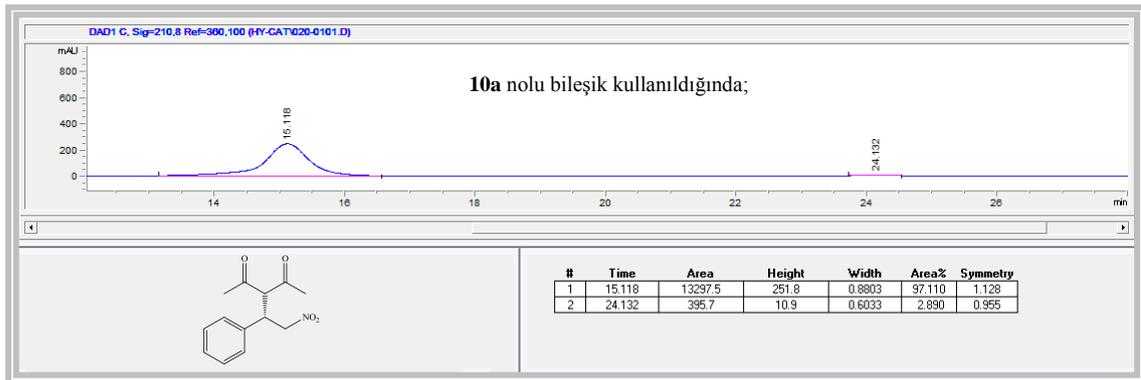 DAD1 C, Sig=210,8 Ref=360,100 (HY-CAT\020-0101.D)
mAU
10a nolu bileşik kullanıldığında;
800
600
400
200
0
15.118
24.132
14 16 18 20 22 24 26 min
O O
NO2
# Time Area Height Width Area% Symmetry
1 15.118 13297.5 251.8 0.8803 97.110 1.128
2 24.132 395.7 10.9 0.6033 2.890 0.955